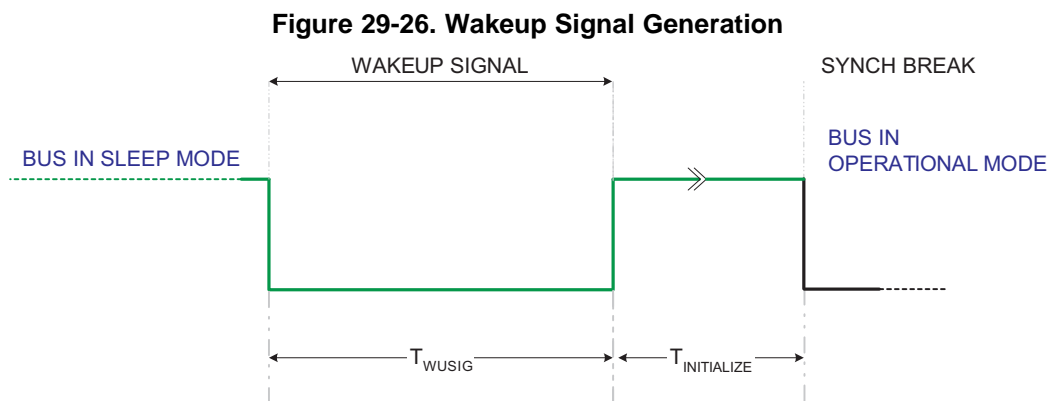 Figure 29-26. Wakeup Signal Generation
WAKEUP SIGNAL
SYNCH BREAK
BUS IN SLEEP MODE
BUS IN
OPERATIONAL MODE
TWUSIG
TINITIALIZE